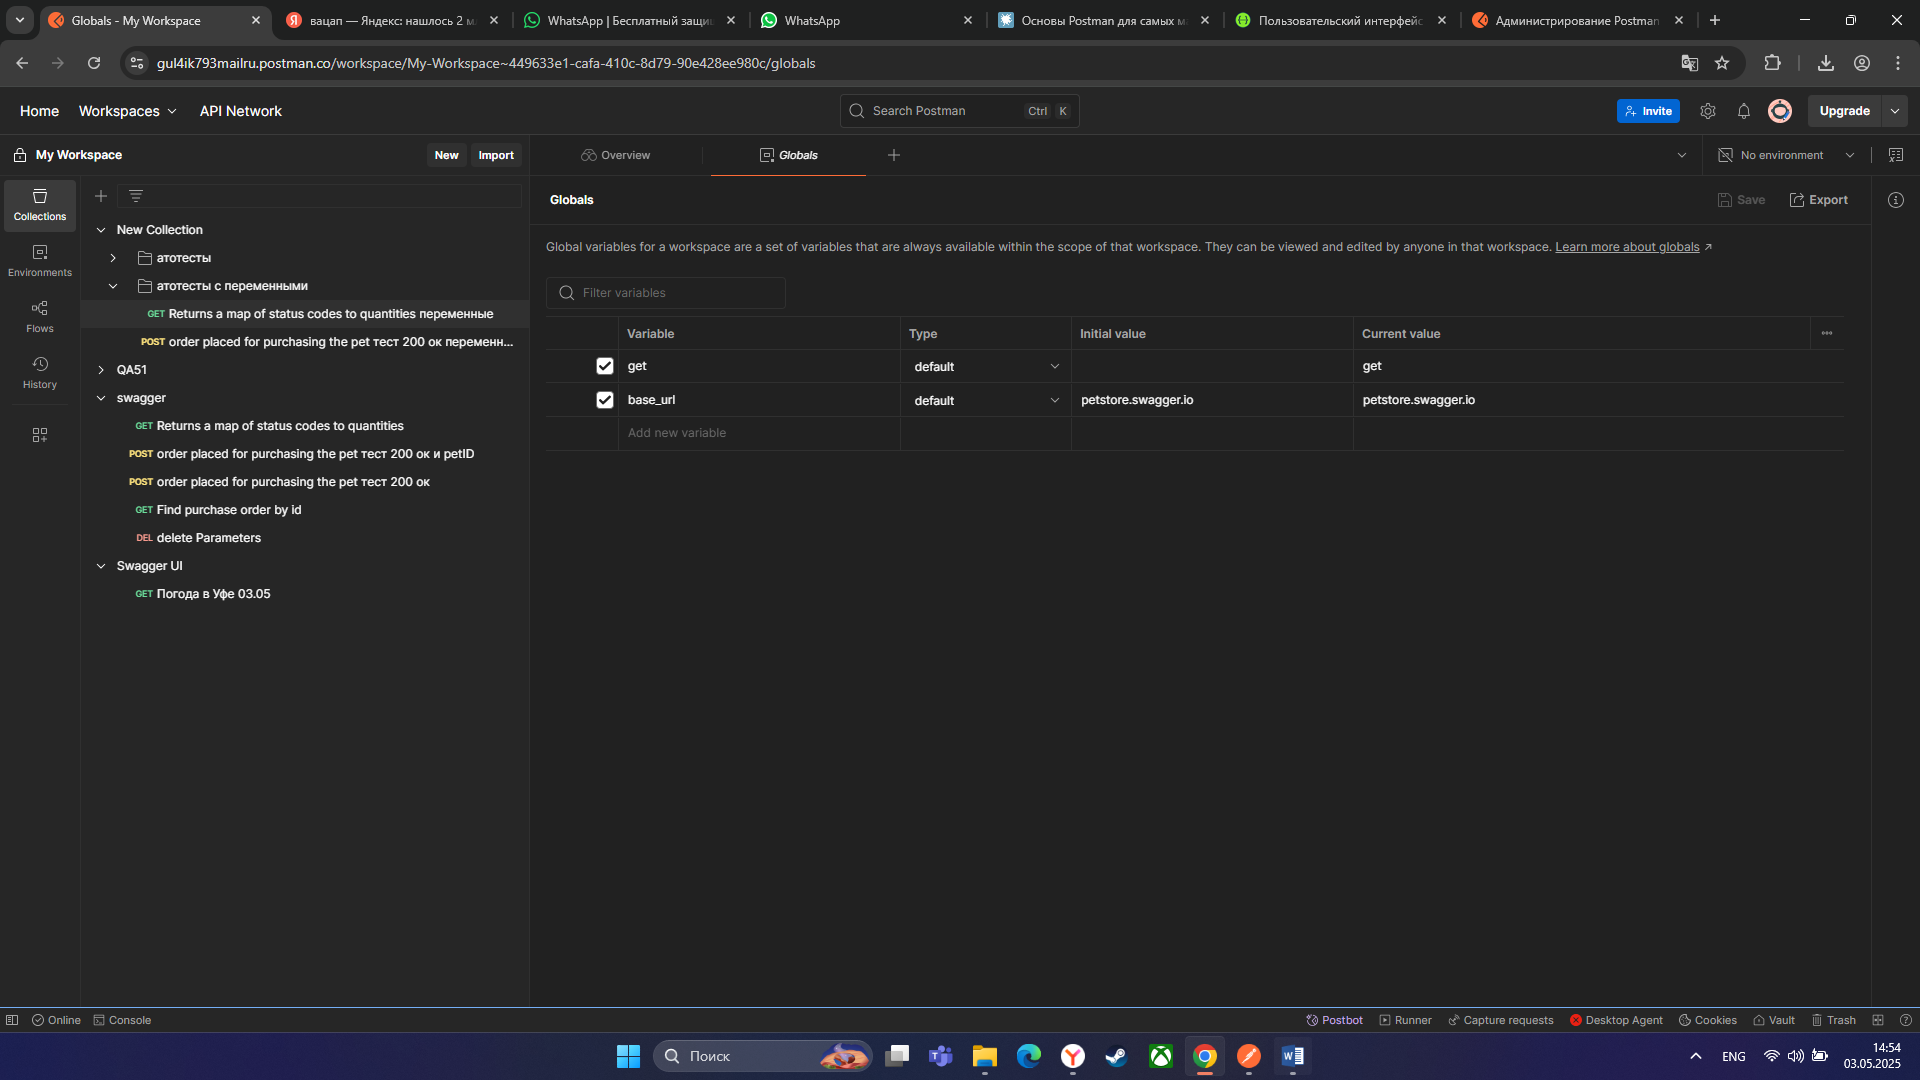 Globals - My Workspace
вацап — Яндекс: нашлось 2 м
WhatsApp | Бесплатный защи
WhatsApp
Основы Postman для самых м
Пользовательский интерфейс
Администрирование Postman
gul4ik793mailru.postman.co/workspace/My-Workspace~449633e1-cafa-410c-8d79-90e428ee980c/globals
Home
Workspaces
API Network
Search Postman
Ctrl K
Invite
Upgrade
My Workspace
New
Import
Overview
Globals
No environment
Collections
Environments
Flows
History
New Collection
атотесты
атотесты с переменными
GET Returns a map of status codes to quantities переменные
POST order placed for purchasing the pet тест 200 ок переменн...
QA51
swagger
GET Returns a map of status codes to quantities
POST order placed for purchasing the pet тест 200 ок и petID
POST order placed for purchasing the pet тест 200 ок
GET Find purchase order by id
DEL delete Parameters
Swagger UI
GET Погода в Уфе 03.05
Globals
Save
Export
Global variables for a workspace are a set of variables that are always available within the scope of that workspace. They can be viewed and edited by anyone in that workspace. Learn more about globals
Filter variables
Variable Type Initial value Current value
get default get
base_url default petstore.swagger.io petstore.swagger.io
Add new variable
Online
Console
Postbot
Runner
Capture requests
Desktop Agent
Cookies
Vault
Trash
Поиск
ENG
14:54
03.05.2025